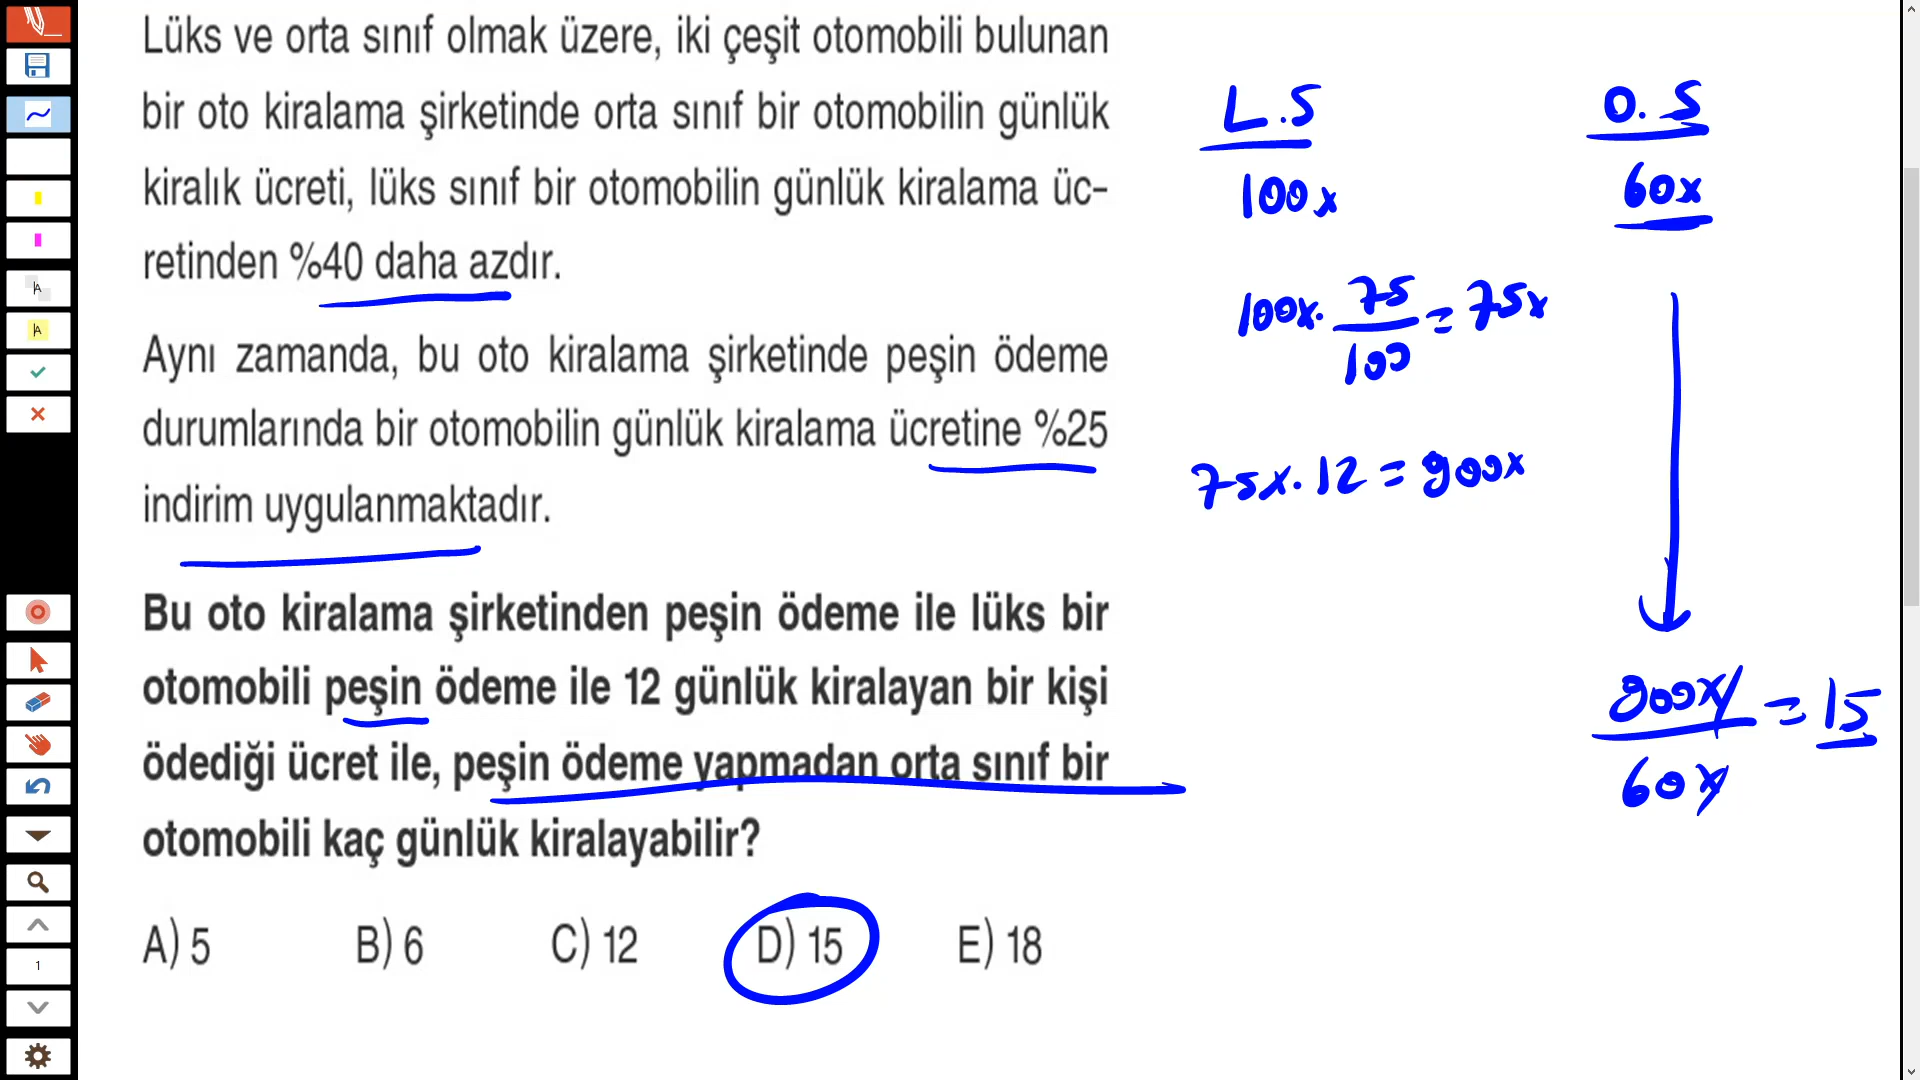 Lüks ve orta sınıf olmak üzere, iki çeşit otomobili bulunan
bir oto kiralama şirketinde orta sınıf bir otomobilin günlük
kiralık ücreti, lüks sınıf bir otomobilin günlük kiralama üc-
retinden %40 daha azdır.
Aynı zamanda, bu oto kiralama şirketinde peşin ödeme
durumlarında bir otomobilin günlük kiralama ücretine %25
indirim uygulanmaktadır.
Bu oto kiralama şirketinden peşin ödeme ile lüks bir
otomobili peşin ödeme ile 12 günlük kiralayan bir kişi
ödediği ücret ile, peşin ödeme yapmadan orta sınıf bir
otomobili kaç günlük kiralayabilir?
A) 5 B) 6 C) 12 D) 15 E) 18
L.S
100x
100x. 75/100 = 75x
75x. 12 = 900x
O.S
60x
900x/60x = 15
A
A
1